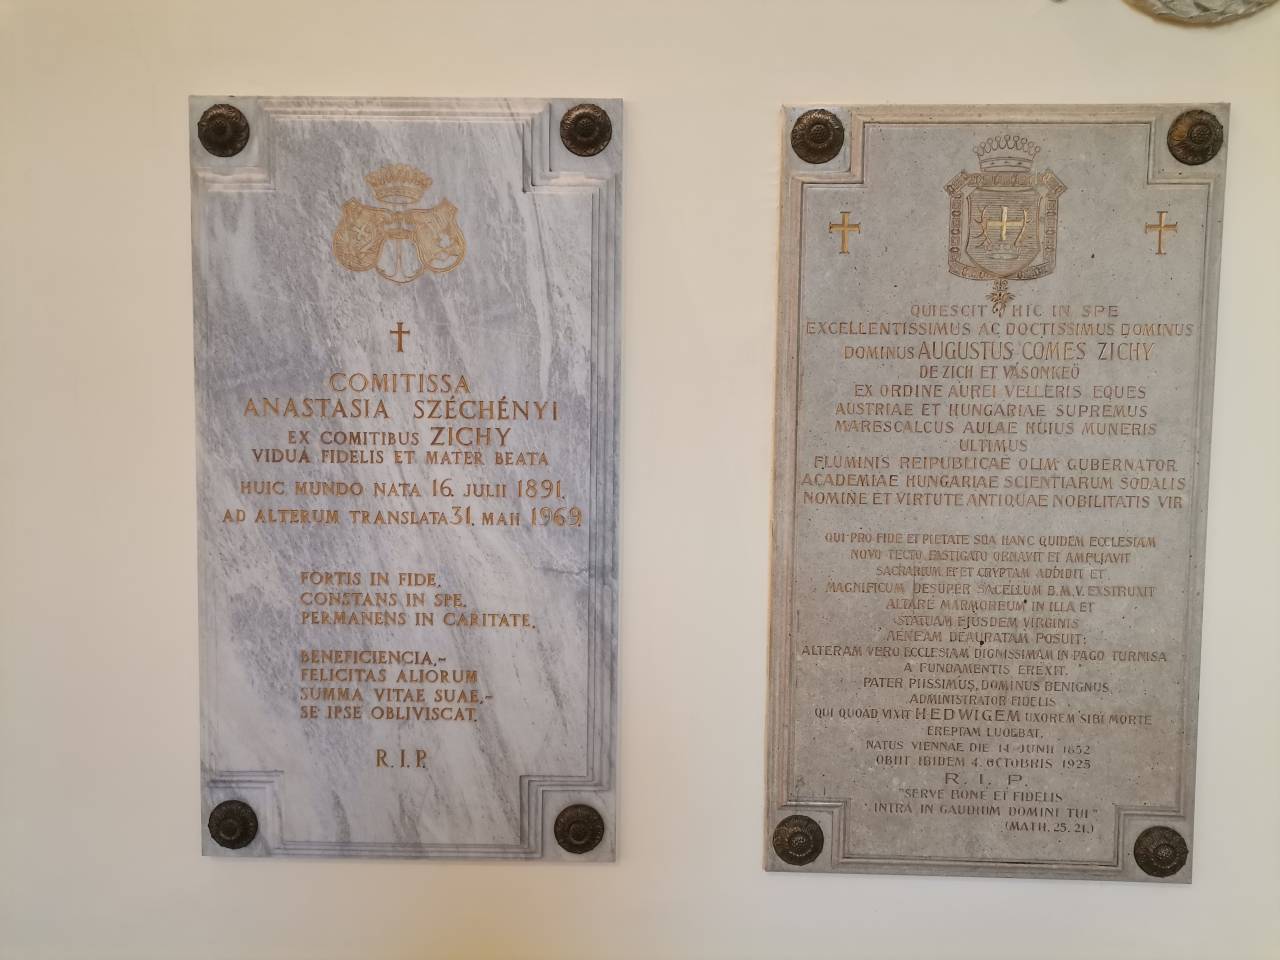 COMITISSA
ANASTASIA SZÉCHÉNYI
EX COMITIBUS ZICHY
VIDUA FIDELIS ET MATER BEATA
HUIC MUNDO NATA 16. JULII 1891.
AD ALTERUM TRANSLATA 31. MAII 1969.
FORTIS IN FIDE,
CONSTANS IN SPE,
PERMANENS IN CARITATE.
BENEFICIENCIA,-
FELICITAS ALIORUM
SUMMA VITAE SUAE,-
SE IPSE OBLIVISCAT.
R.I.P.
QUIESCIT HIC IN SPE
EXCELLENTISSIMUS AC DOCTISSIMUS DOMINUS
DOMINUS AUGUSTUS COMES ZICHY
DE ZICH ET VÁSONKEÖ
EX ORDINE AUREI VELLERIS EQUES
AUSTRIAE ET HUNGARIAE SUPREMUS
MARESCALCUS AULAE HUIUS MUNERIS
ULTIMUS
FLUMINIS REIPUBLICAE OLIM GUBERNATOR
ACADEMIAE HUNGARIAE SCIENTIARUM SODALIS
NOMINE ET VIRTUTE ANTIQUAE NOBILITATIS VIR
QUI PRO FIDE ET PIETATE SUA HANC QUIDEM ECCLESIAM
NOVO TECTO FASTIGATO ORNAVIT ET AMPLIAVIT
SACRARIUM EI ET CRYPTAM ADDIDIT ET
MAGNIFICUM DESUPER SACELLUM B.M.V. EXSTRUXIT
ALTARE MARMOREUM IN ILLA ET
STATUAM EJUSDEM VIRGINIS
AENEAM DEAURATAM POSUIT;
ALTERAM VERO ECCLESIAM DIGNISSIMAM IN PAGO TURNISA
A FUNDAMENTIS EREXIT.
PATER PIISSIMUS, DOMINUS BENIGNUS,
ADMINISTRATOR FIDELIS
QUI QUOAD VIXIT HEDWIGEM UXOREM SIBI MORTE
EREPTAM LUGEBAT.
NATUS VIENNAE DIE 14 JUNII 1852
OBIIT IBIDEM 4. OCTOBRIS 1925
R.I.P.
"SERVE BONE ET FIDELIS
INTRA IN GAUDIUM DOMINI TUI"
(MATH. 25. 21.)